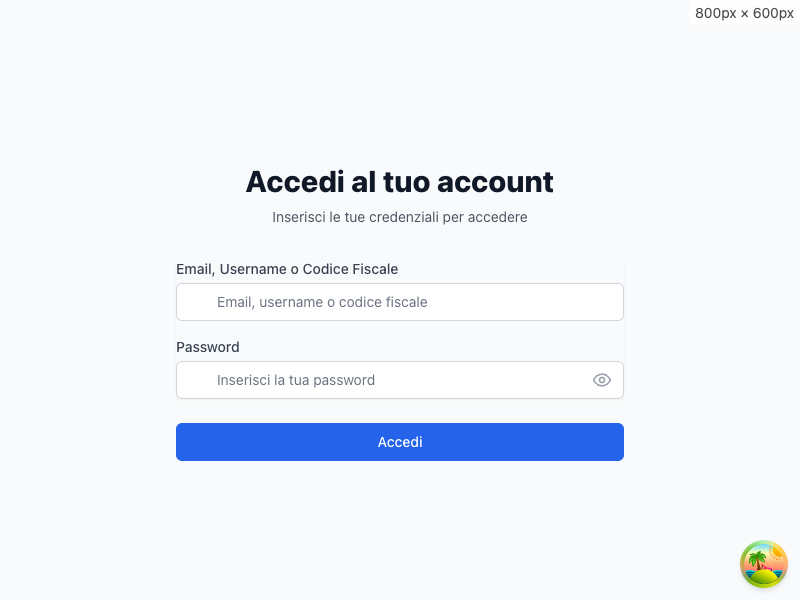 800px × 600px
Accedi al tuo account
Inserisci le tue credenziali per accedere
Email, Username o Codice Fiscale
Email, username o codice fiscale
Password
Inserisci la tua password
Accedi